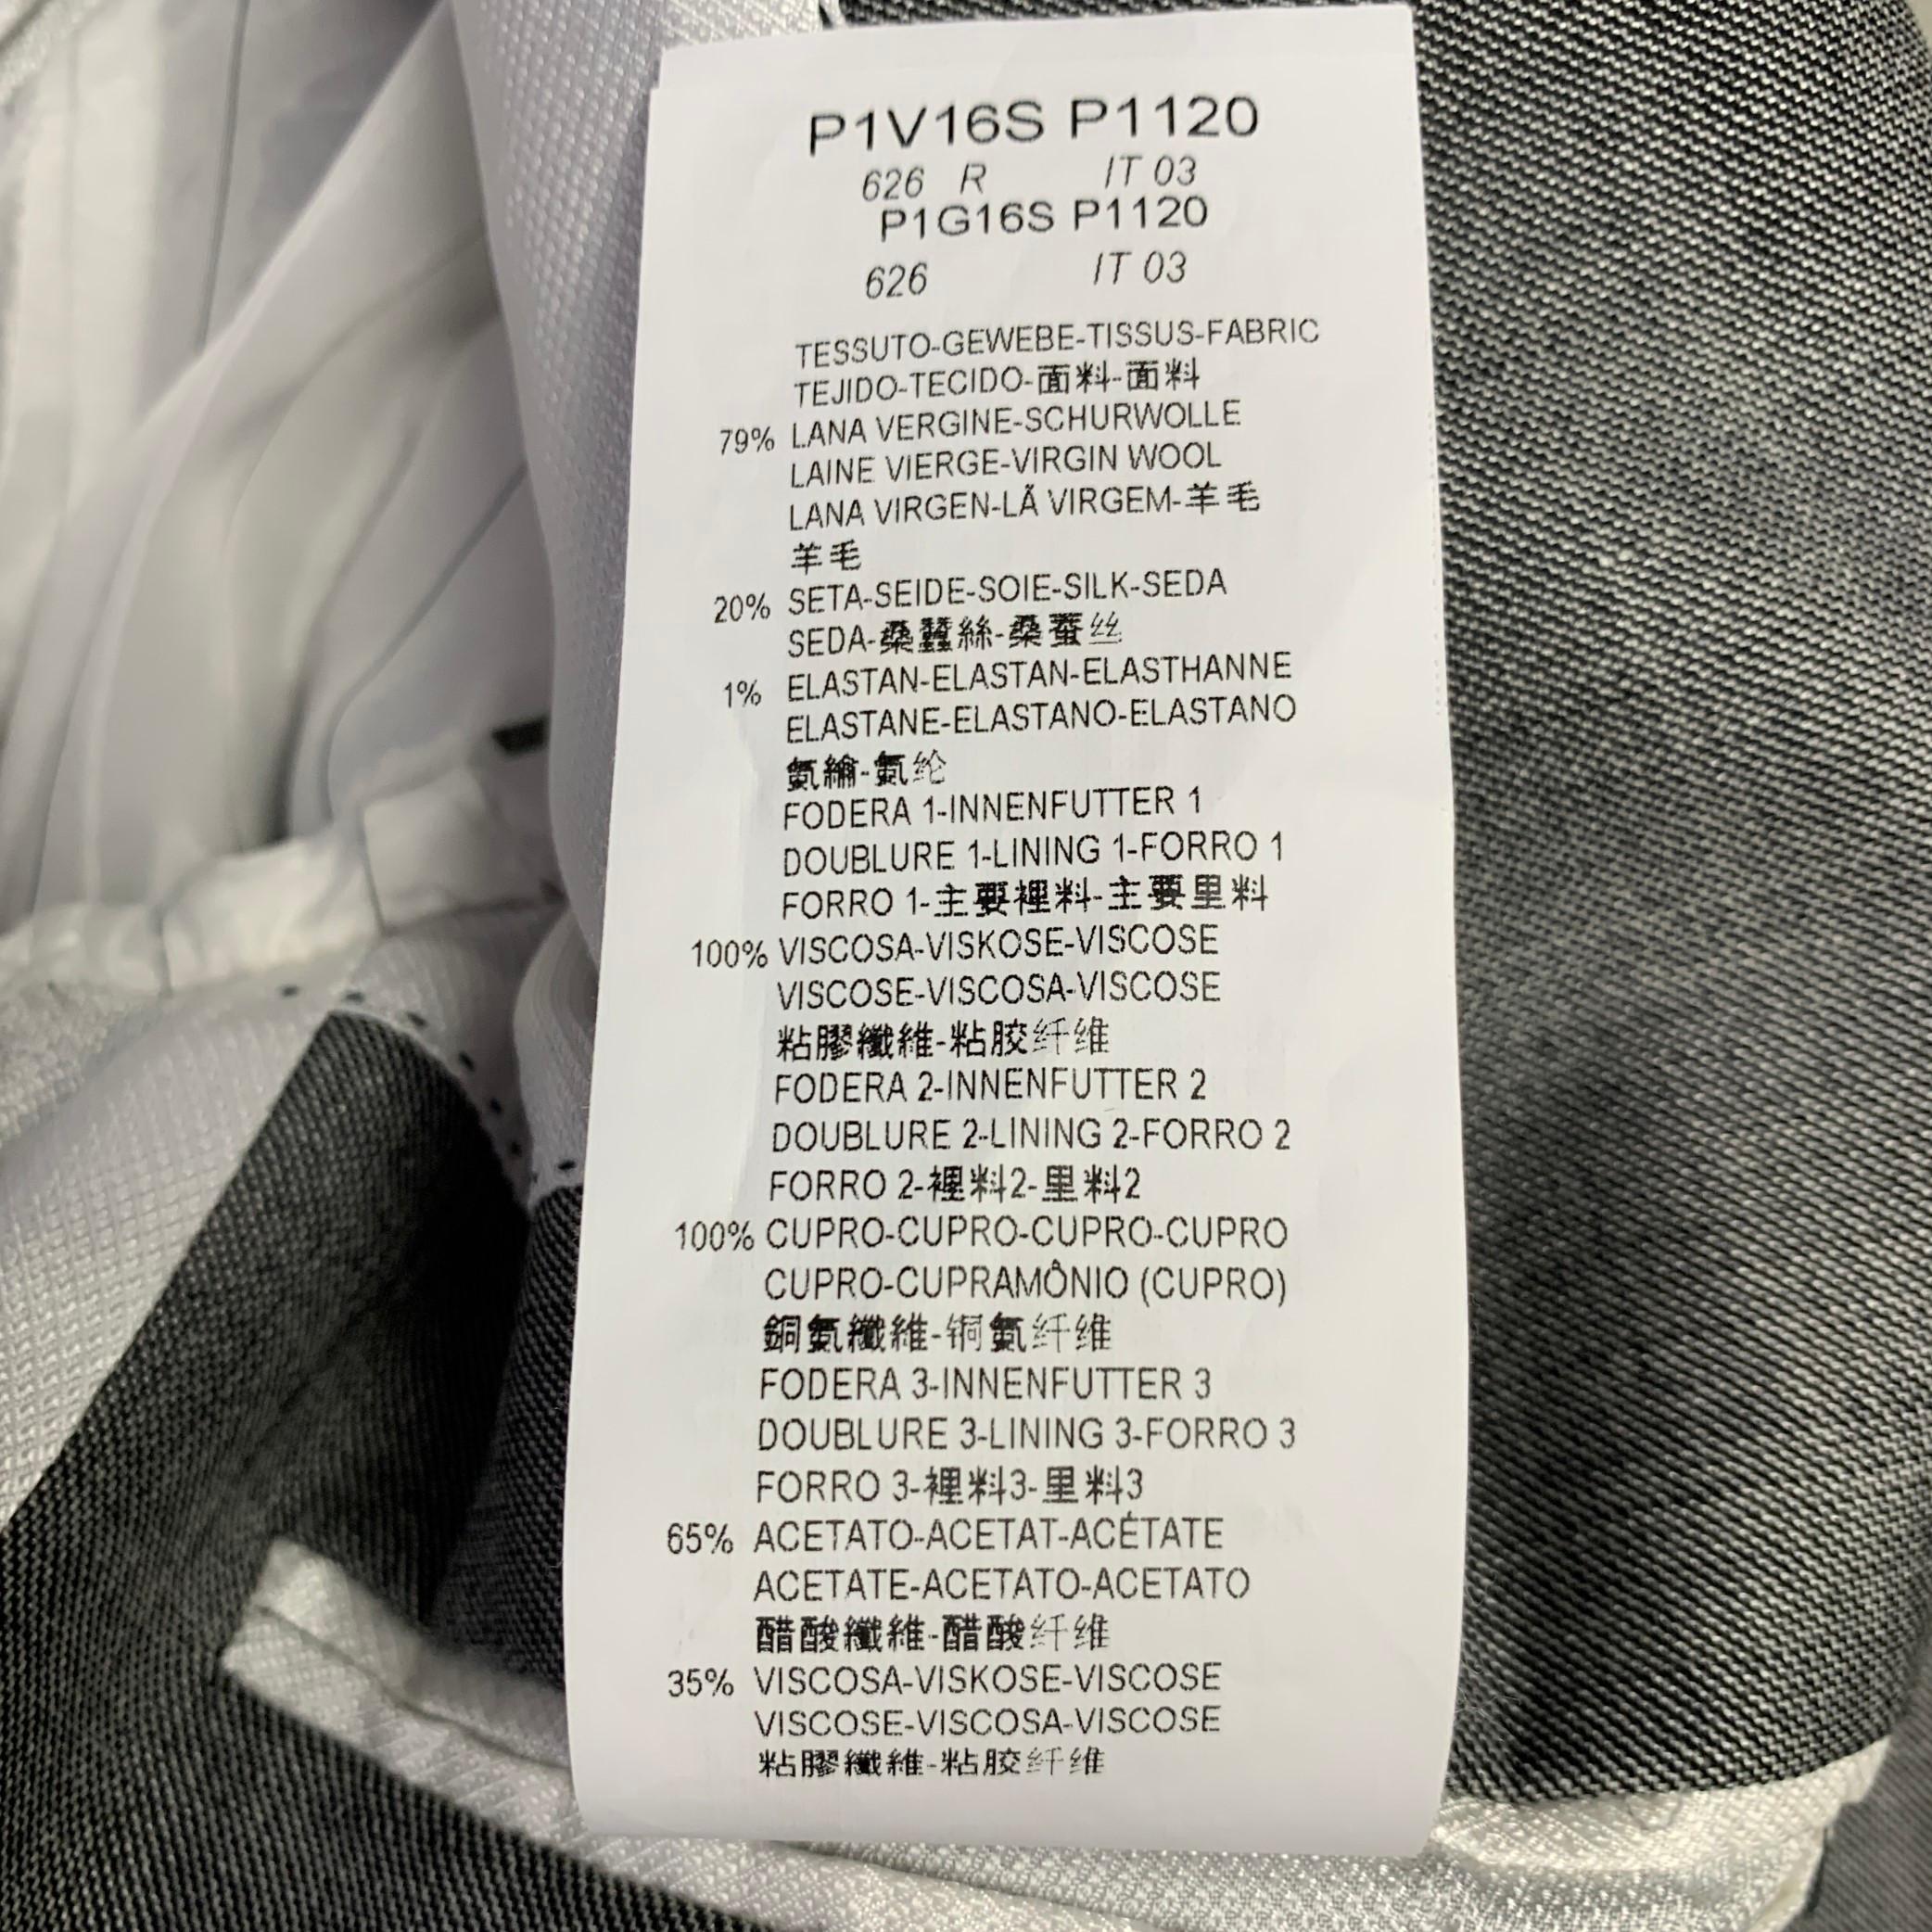 P1V16S P1120
626 R IT 03
P1G16S P1120
626 IT 03
TESSUTO-GEWEBE-TISSUS-FABRIC
TEJIDO-TECIDO-面料-面料
79% LANA VERGINE-SCHURWOLLE
LAINE VIERGE-VIRGIN WOOL
LANA VIRGEN-LÃ VIRGEM-羊毛
羊毛
20% SETA-SEIDE-SOIE-SILK-SEDA
SEDA-桑蠶絲-桑蚕丝
1% ELASTAN-ELASTAN-ELASTHANNE
ELASTANE-ELASTANO-ELASTANO
氨綸-氨纶
FODERA 1-INNENFUTTER 1
DOUBLURE 1-LINING 1-FORRO 1
FORRO 1-主要裡料-主要里料
100% VISCOSA-VISKOSE-VISCOSE
VISCOSE-VISCOSA-VISCOSE
粘膠纖維-粘胶纤维
FODERA 2-INNENFUTTER 2
DOUBLURE 2-LINING 2-FORRO 2
FORRO 2-裡料2-里料2
100% CUPRO-CUPRO-CUPRO-CUPRO
CUPRO-CUPRAMÔNIO (CUPRO)
銅氨纖維-铜氨纤维
FODERA 3-INNENFUTTER 3
DOUBLURE 3-LINING 3-FORRO 3
FORRO 3-裡料3-里料3
65% ACETATO-ACETAT-ACÉTATE
ACETATE-ACETATO-ACETATO
醋酸纖維-醋酸纤维
35% VISCOSA-VISKOSE-VISCOSE
VISCOSE-VISCOSA-VISCOSE
粘膠纖維-粘胶纤维